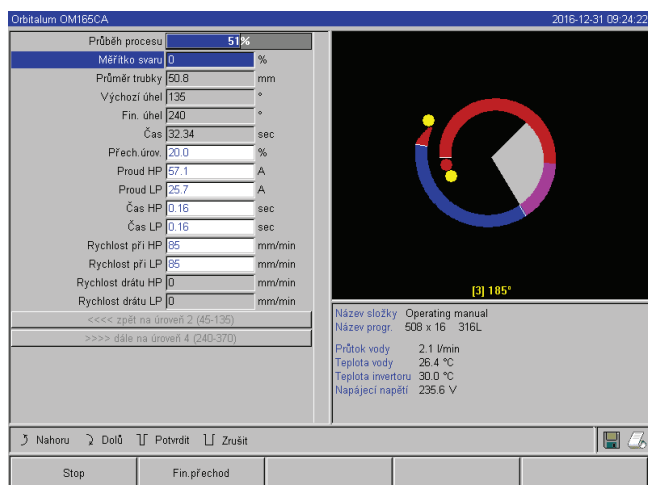 Orbitalum OM165CA 2016-12-31 09:24:22
Průběh procesu 51%
Měřítko svaru 0 %
Průměr trubky 50.8 mm
Výchozí úhel 135 °
Fin. úhel 240 °
Čas 32.34 sec
Přech.úrov. 20.0 %
Proud HP 57.1 A
Proud LP 25.7 A
Čas HP 0.16 sec
Čas LP 0.16 sec
Rychlost při HP 85 mm/min
Rychlost při LP 85 mm/min
Rychlost drátu HP 0 mm/min
Rychlost drátu LP 0 mm/min
<<<< zpět na úroveň 2 (45-135)
>>>> dále na úroveň 4 (240-370)
[3] 185°
Název složky Operating manual
Název progr. 508 x 16 316L
Průtok vody 2.1 l/min
Teplota vody 26.4 °C
Teplota invertoru 30.0 °C
Napájecí napětí 235.6 V
Nahoru Dolů Potvrdit Zrušit
Stop Fin.přechod